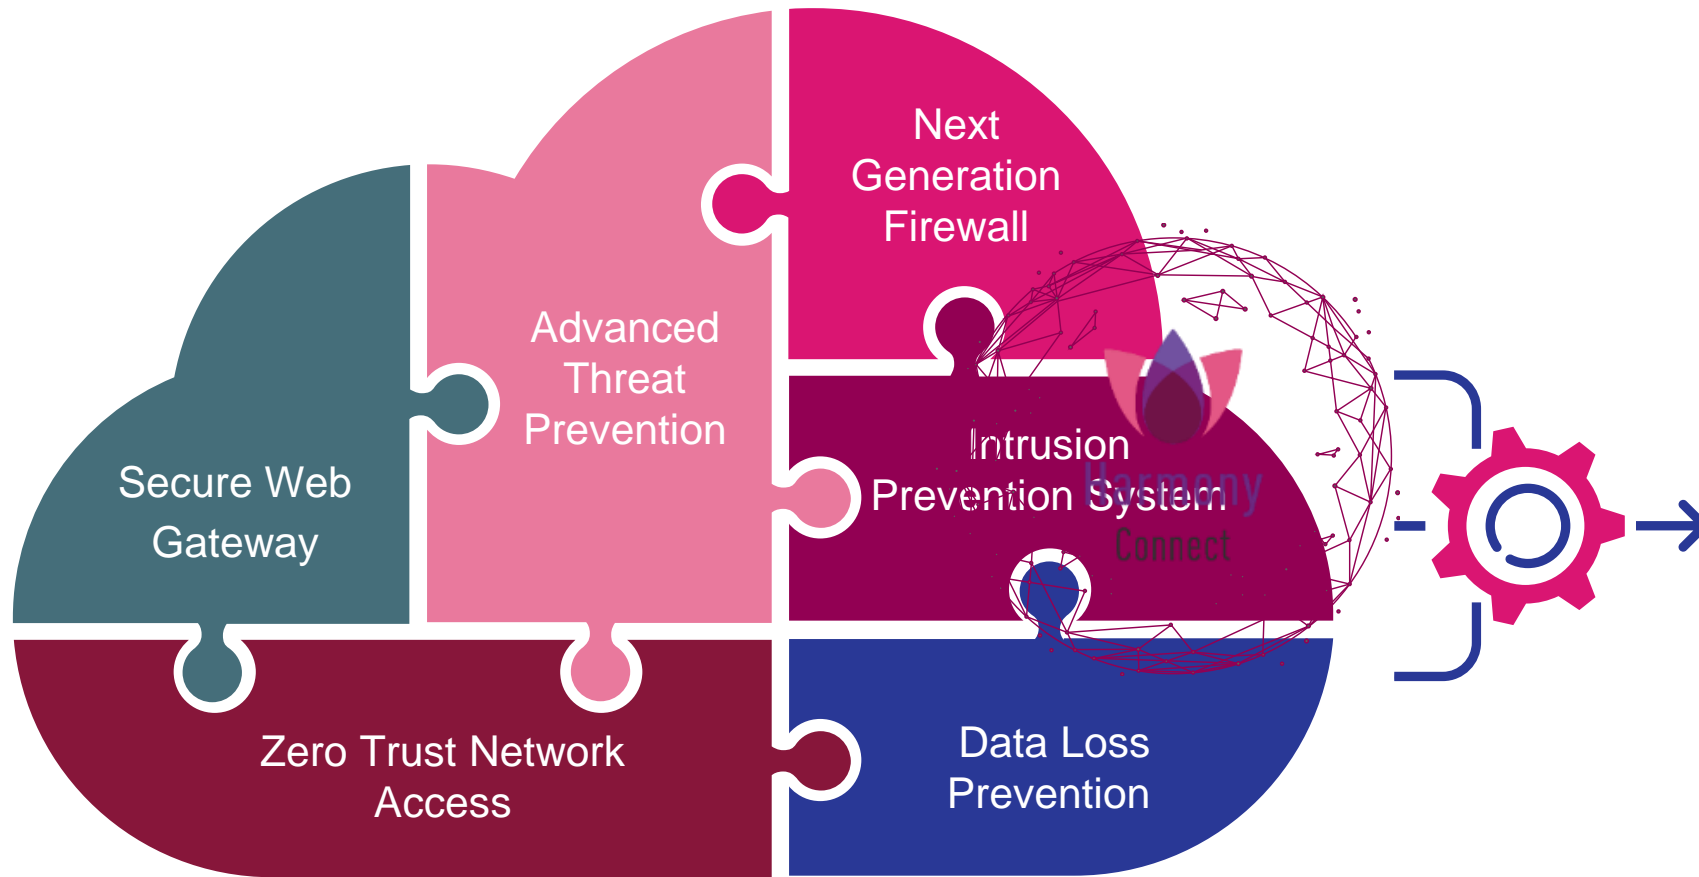 Next
Generation
Firewall
Advanced
Threat
Prevention
Secure Web
Gateway
Intrusion
Prevention System
Harmony
Connect
Zero Trust Network
Access
Data Loss
Prevention